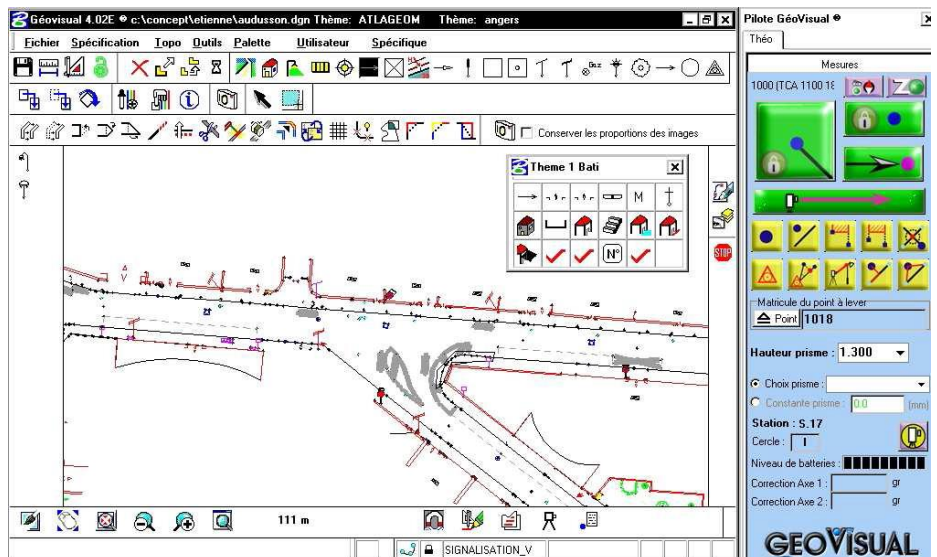 Géovisual 4.02E ® c:\concept\etienne\audusson.dgn Thème: ATLAGEOM Thème: angers
Fichier Spécification Topo Outils Palette Utilisateur Spécifique
Gaz
Conserver les proportions des images
Theme 1 Bati
M
N°
STOP
111 m
SIGNALISATION_V
Pilote GéoVisual ®
Théo
Mesures
1000 (TCA 1100 18
Matricule du point à lever
Point 1018
Hauteur prisme : 1.300
Choix prisme :
Constante prisme : 0.0 (mm)
Station : S.17
Cercle : I
Niveau de batteries :
Correction Axe 1 : gr
Correction Axe 2 : gr
GEOVISUAL